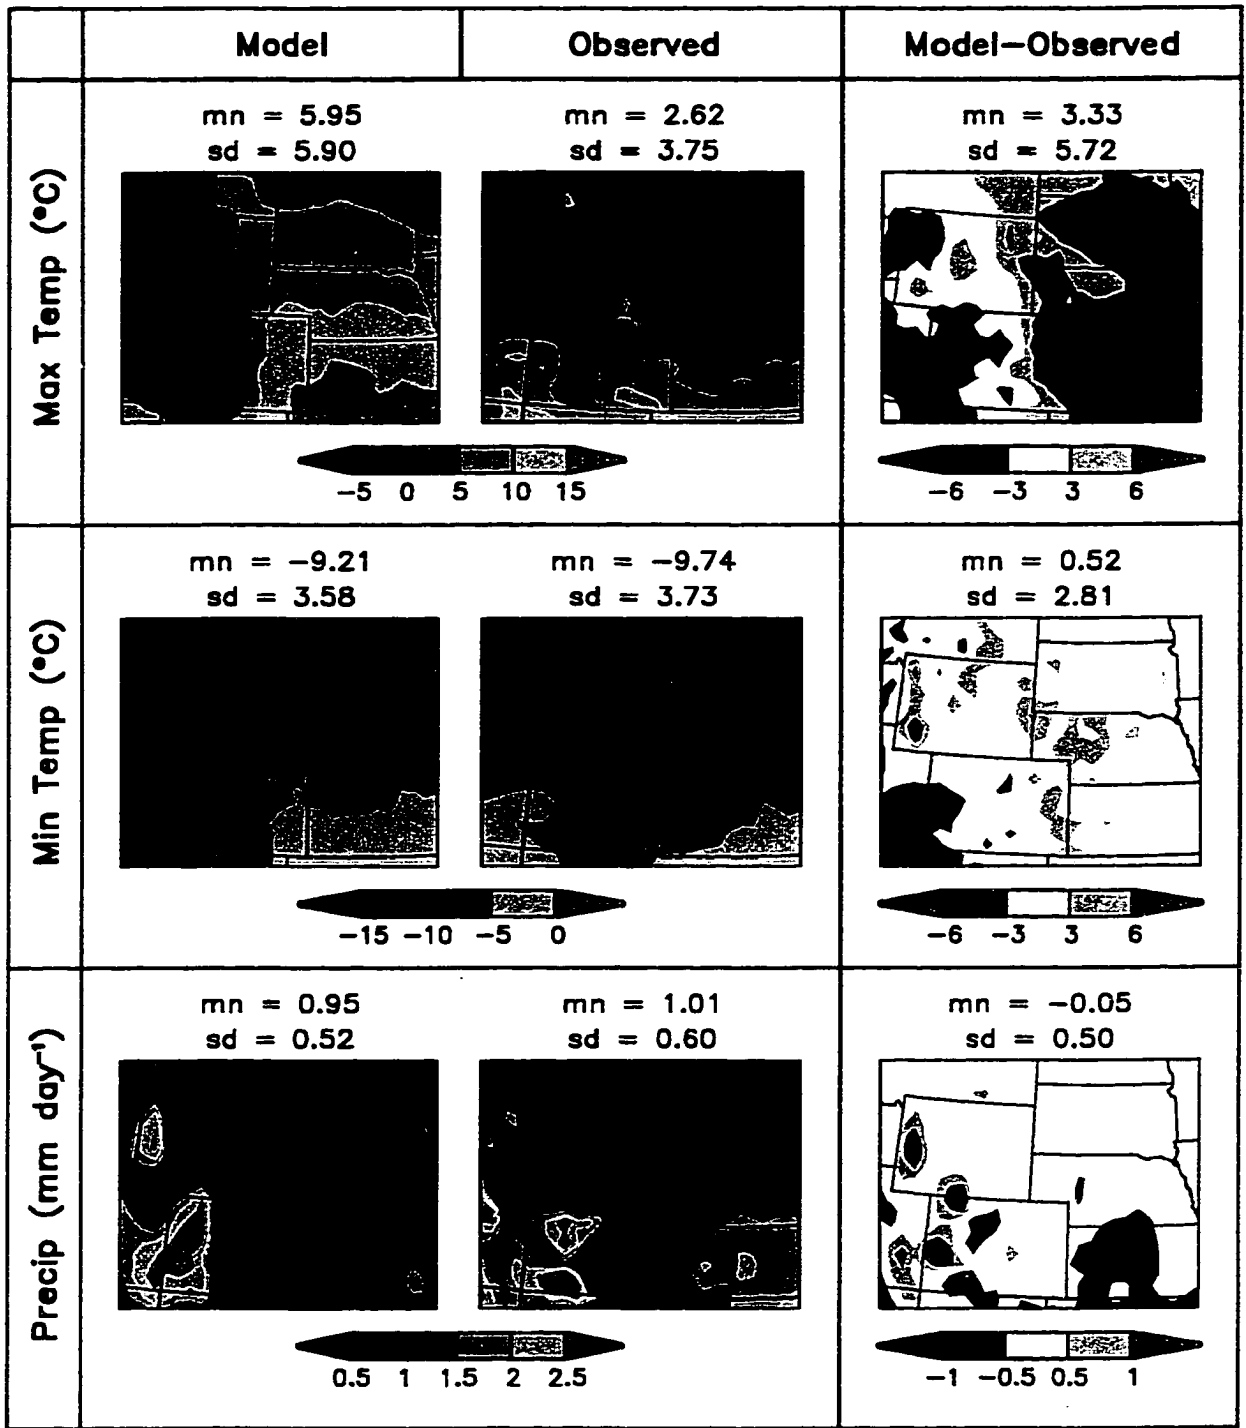 Model Observed Model-Observed
Max Temp (°C)
mn = 5.95
sd = 5.90
mn = 2.62
sd = 3.75
mn = 3.33
sd = 5.72
-5 0 5 10 15
-6 -3 3 6
Min Temp (°C)
mn = -9.21
sd = 3.58
mn = -9.74
sd = 3.73
mn = 0.52
sd = 2.81
-15 -10 -5 0
-6 -3 3 6
Precip (mm day⁻¹)
mn = 0.95
sd = 0.52
mn = 1.01
sd = 0.60
mn = -0.05
sd = 0.50
0.5 1 1.5 2 2.5
-1 -0.5 0.5 1